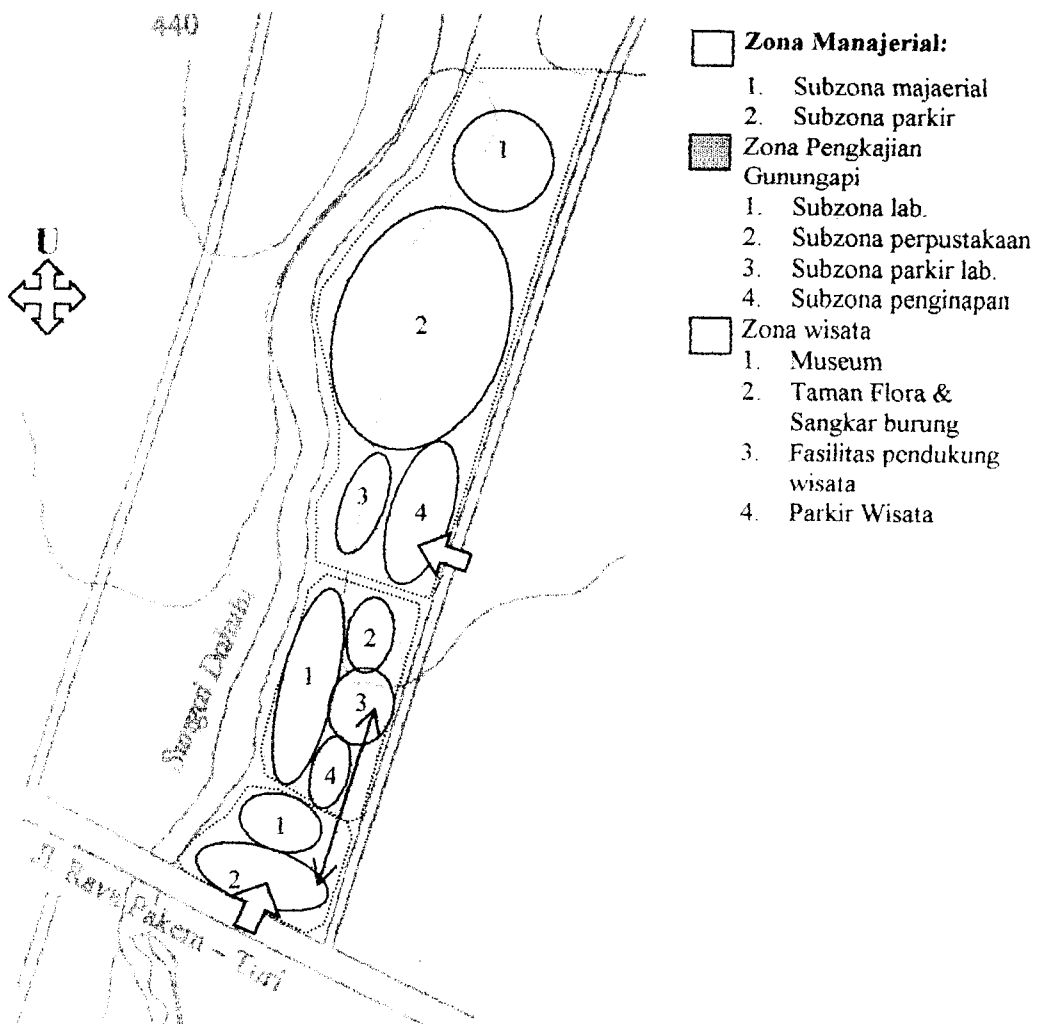 440
U
1
2
3
4
1
2
3
4
1
2
Jl. Raya Pakem – Turi
Sungai
Zona Manajerial:
1. Subzona majaerial
2. Subzona parkir
Zona Pengkajian
Gunungapi
1. Subzona lab.
2. Subzona perpustakaan
3. Subzona parkir lab.
4. Subzona penginapan
Zona wisata
1. Museum
2. Taman Flora &
Sangkar burung
3. Fasilitas pendukung
wisata
4. Parkir Wisata